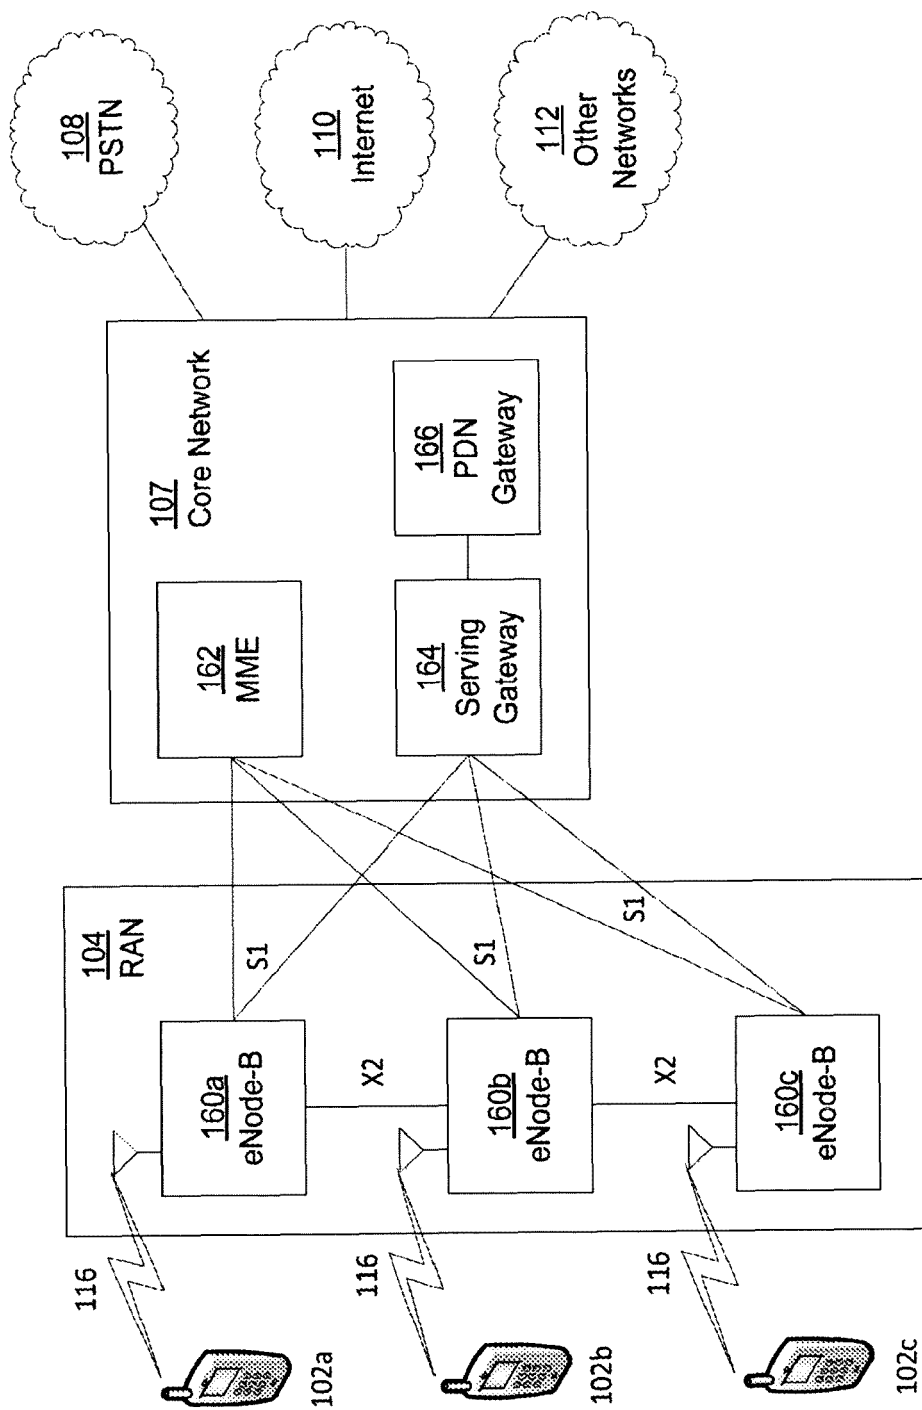 104
RAN
107
Core Network
108
PSTN
116
102a
160a
eNode-B
S1
162
MME
X2
110
Internet
116
102b
160b
eNode-B
S1
164
Serving
Gateway
166
PDN
Gateway
X2
112
Other
Networks
116
102c
160c
eNode-B
S1